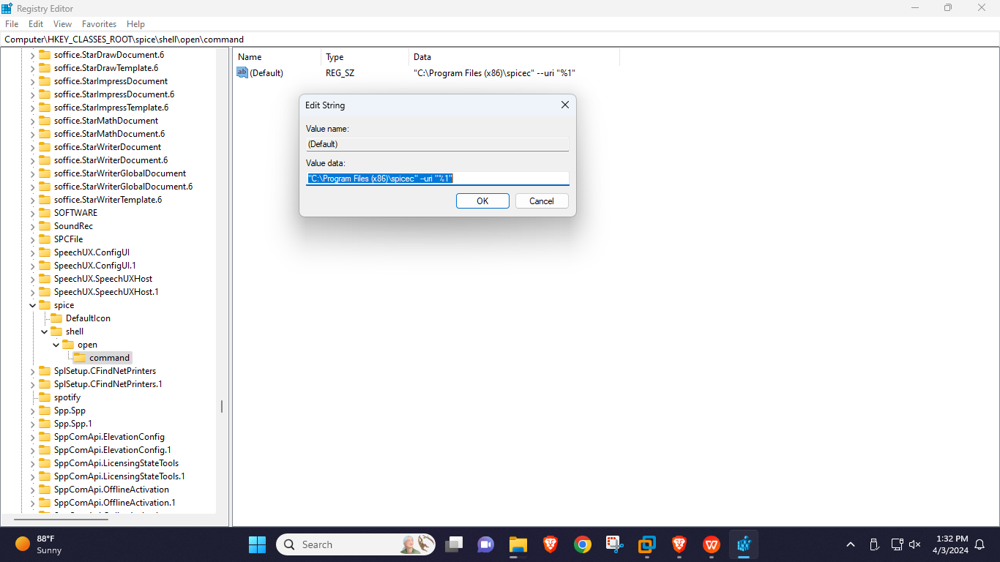 Registry Editor
File Edit View Favorites Help
Computer\HKEY_CLASSES_ROOT\spice\shell\open\command
soffice.StarDrawDocument.6
soffice.StarDrawTemplate.6
soffice.StarImpressDocument
soffice.StarImpressDocument.6
soffice.StarImpressTemplate.6
soffice.StarMathDocument
soffice.StarMathDocument.6
soffice.StarWriterDocument
soffice.StarWriterDocument.6
soffice.StarWriterGlobalDocument
soffice.StarWriterGlobalDocument.6
soffice.StarWriterTemplate.6
SOFTWARE
SoundRec
SPCFile
SpeechUX.ConfigUI
SpeechUX.ConfigUI.1
SpeechUX.SpeechUXHost
SpeechUX.SpeechUXHost.1
spice
DefaultIcon
shell
open
command
SplSetup.CFindNetPrinters
SplSetup.CFindNetPrinters.1
spotify
Spp.Spp
Spp.Spp.1
SppComApi.ElevationConfig
SppComApi.ElevationConfig.1
SppComApi.LicensingStateTools
SppComApi.LicensingStateTools.1
SppComApi.OfflineActivation
SppComApi.OfflineActivation.1
Name Type Data
ab (Default) REG_SZ "C:\Program Files (x86)\spicec" --uri "%1"
Edit String
Value name:
(Default)
Value data:
"C:\Program Files (x86)\spicec" --uri "%1"
OK Cancel
88°F
Sunny
Search
1:32 PM
4/3/2024